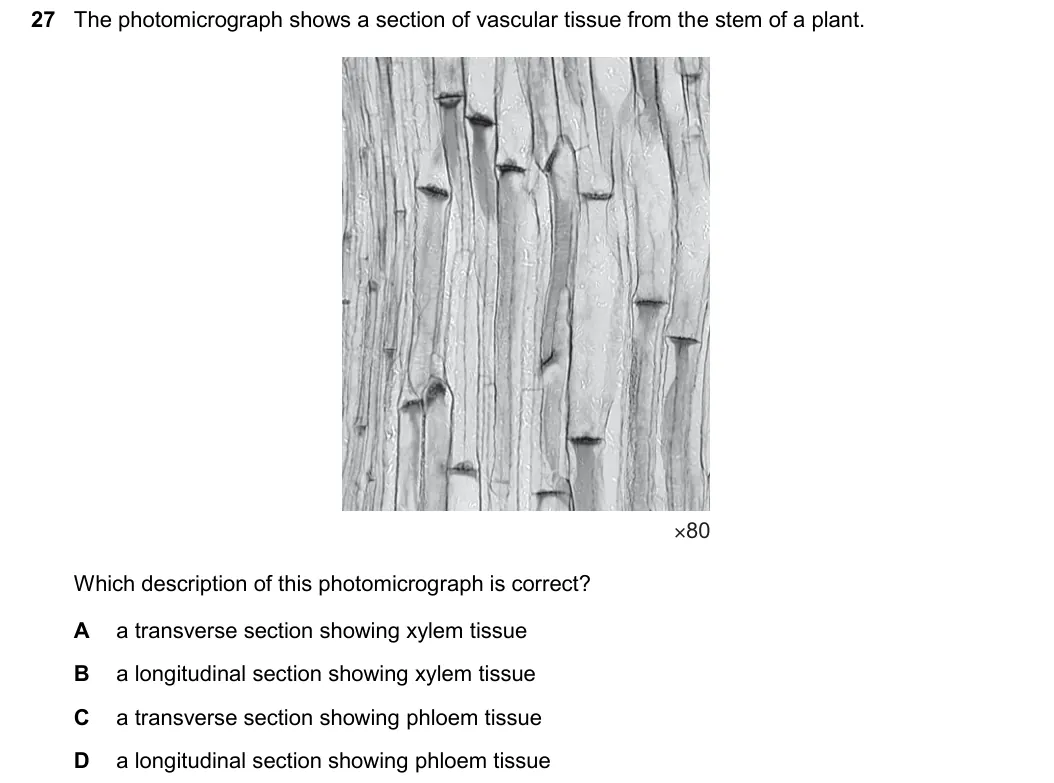 27 The photomicrograph shows a section of vascular tissue from the stem of a plant.
×80
Which description of this photomicrograph is correct?
A a transverse section showing xylem tissue
B a longitudinal section showing xylem tissue
C a transverse section showing phloem tissue
D a longitudinal section showing phloem tissue